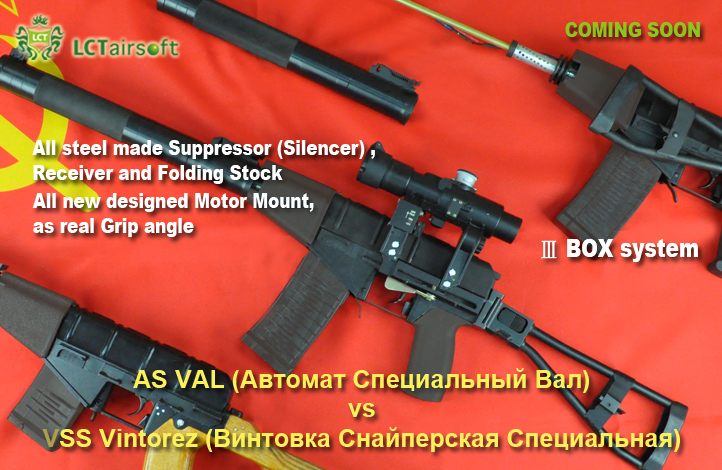 LCT
LCTairsoft
COMING SOON
All steel made Suppressor (Silencer) ,
Receiver and Folding Stock
All new designed Motor Mount,
as real Grip angle
Ⅲ BOX system
AS VAL (Автомат Специальный Вал)
vs
VSS Vintorez (Винтовка Снайперская Специальная)